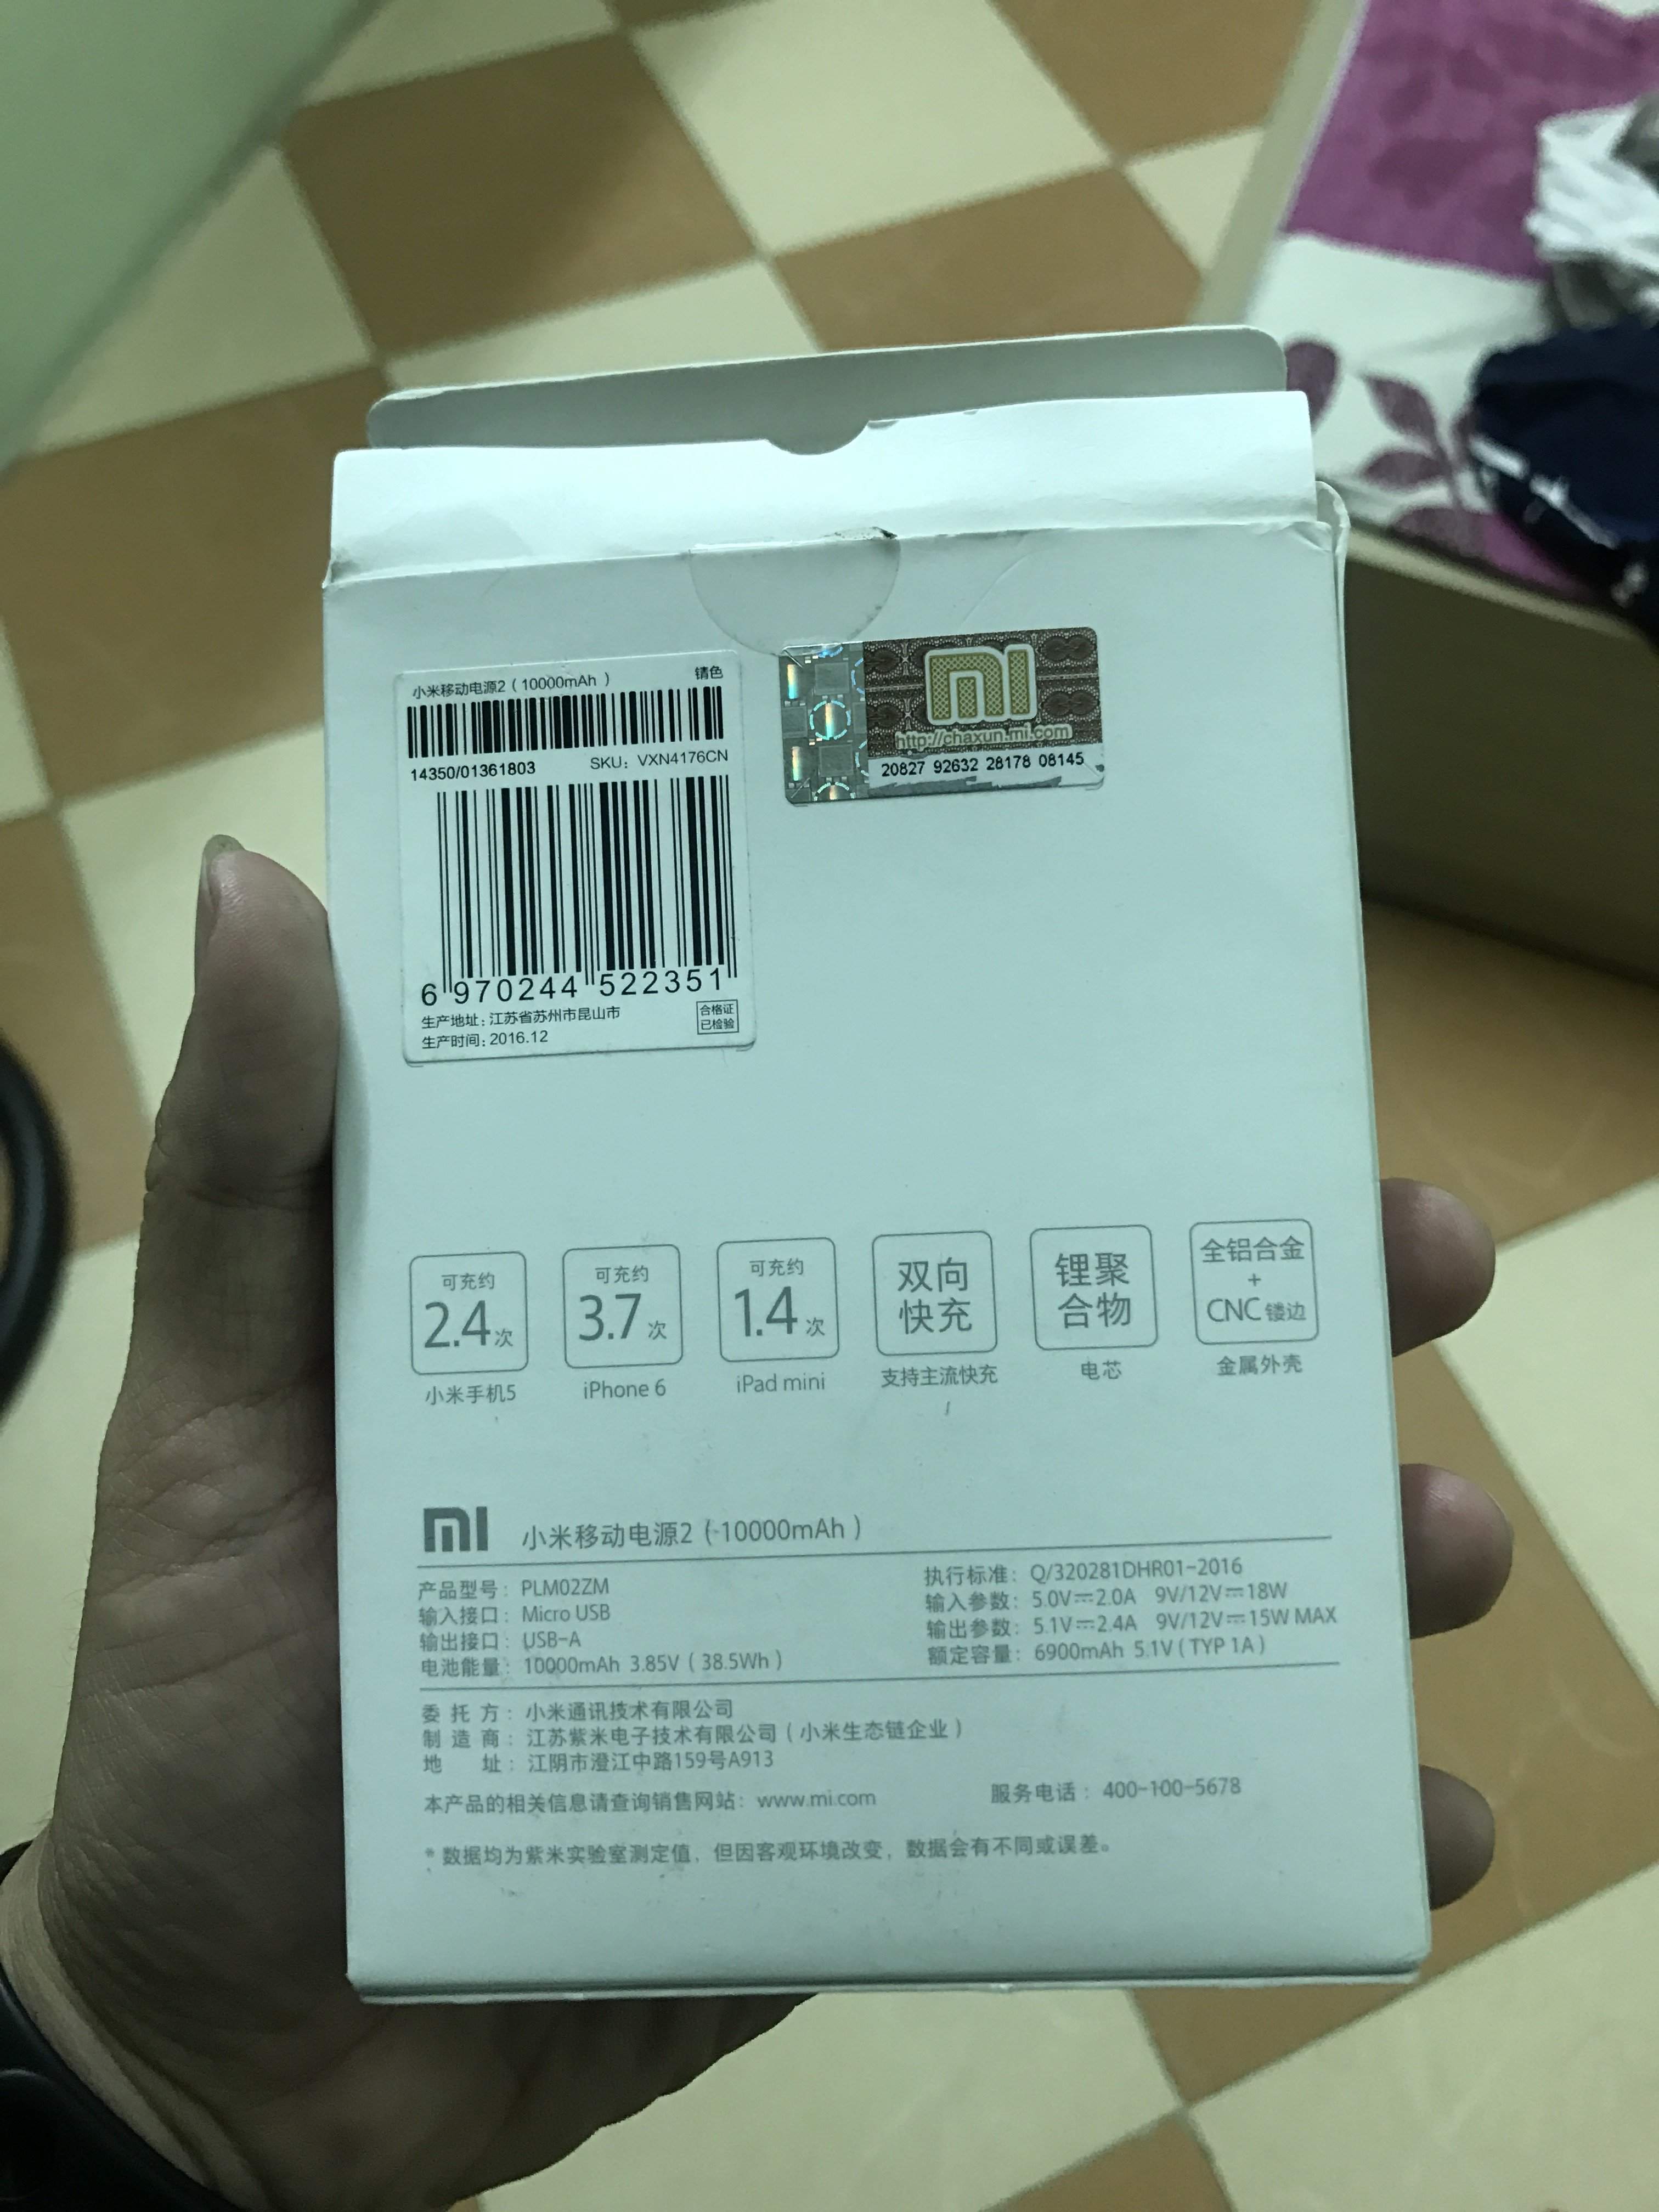 小米移动电源2（10000mAh ） 锖色
14350/01361803 SKU：VXN4176CN
6 970244 522351
生产地址：江苏省苏州市昆山市
生产时间：2016.12
合格证
已检验
mi
http://chaxun.mi.com
20827 92632 28178 08145
可充约
2.4次
小米手机5
可充约
3.7次
iPhone 6
可充约
1.4次
iPad mini
双向
快充
支持主流快充
锂聚
合物
电芯
全铝合金
+
CNC 镂边
金属外壳
mi 小米移动电源2（10000mAh）
产品型号：PLM02ZM
输入接口：Micro USB
输出接口：USB-A
电池能量：10000mAh 3.85V（38.5Wh）
执行标准：Q/320281DHR01-2016
输入参数：5.0V⎓2.0A 9V/12V⎓18W
输出参数：5.1V⎓2.4A 9V/12V⎓15W MAX
额定容量：6900mAh 5.1V（TYP 1A）
委托方：小米通讯技术有限公司
制造商：江苏紫米电子技术有限公司（小米生态链企业）
地址：江阴市澄江中路159号A913
本产品的相关信息请查询销售网站：www.mi.com 服务电话：400-100-5678
* 数据均为紫米实验室测定值，但因客观环境改变，数据会有不同或误差。